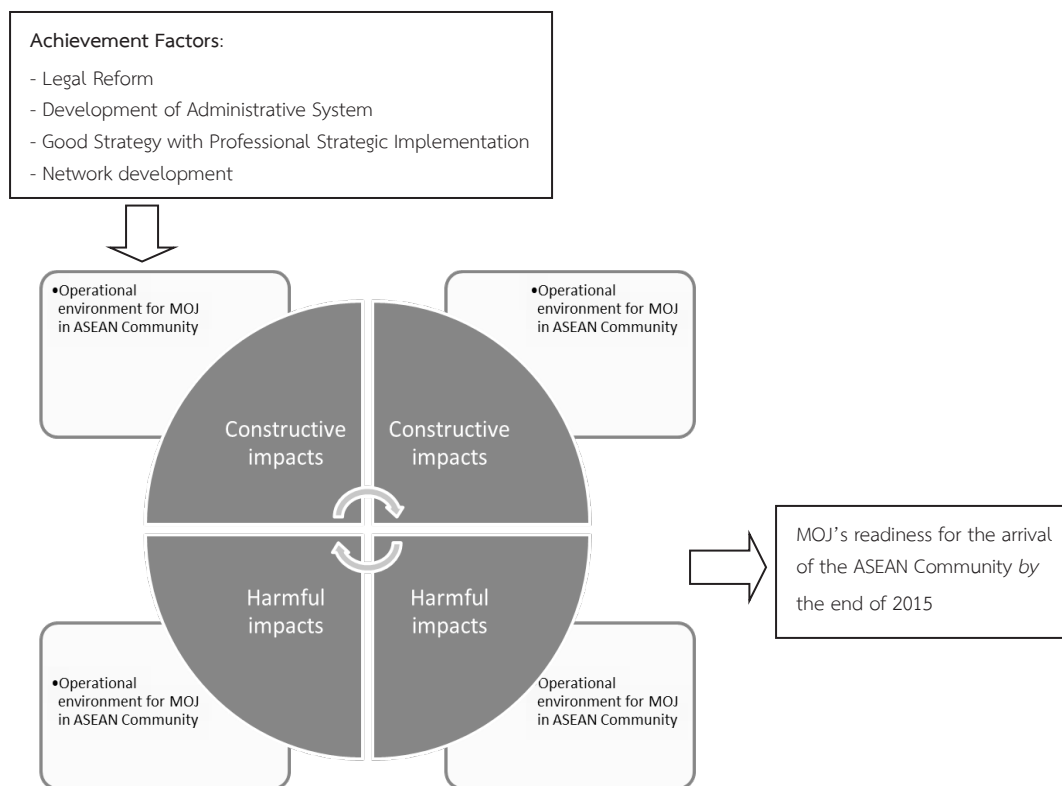 Achievement Factors:
- Legal Reform
- Development of Administrative System
- Good Strategy with Professional Strategic Implementation
- Network development
•Operational
environment for MOJ
in ASEAN Community
•Operational
environment for MOJ
in ASEAN Community
Constructive
impacts
Constructive
impacts
MOJ's readiness for the arrival
of the ASEAN Community by
the end of 2015
Harmful
impacts
Harmful
impacts
•Operational
environment for MOJ
in ASEAN Community
Operational
environment for MOJ
in ASEAN Community